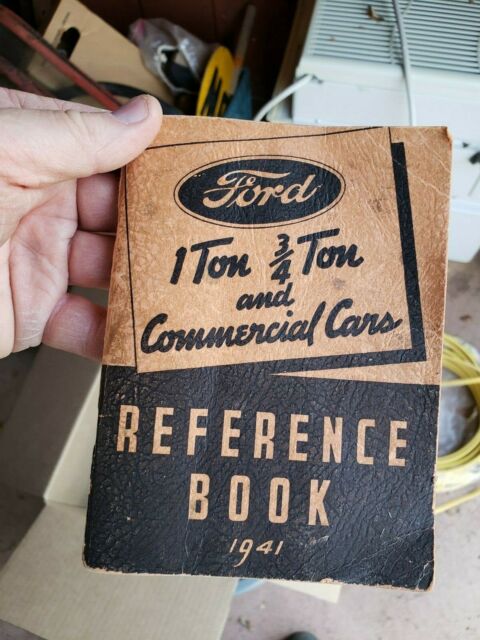 Ford
1 Ton 3/4 Ton
and
Commercial Cars
REFERENCE
BOOK
1941